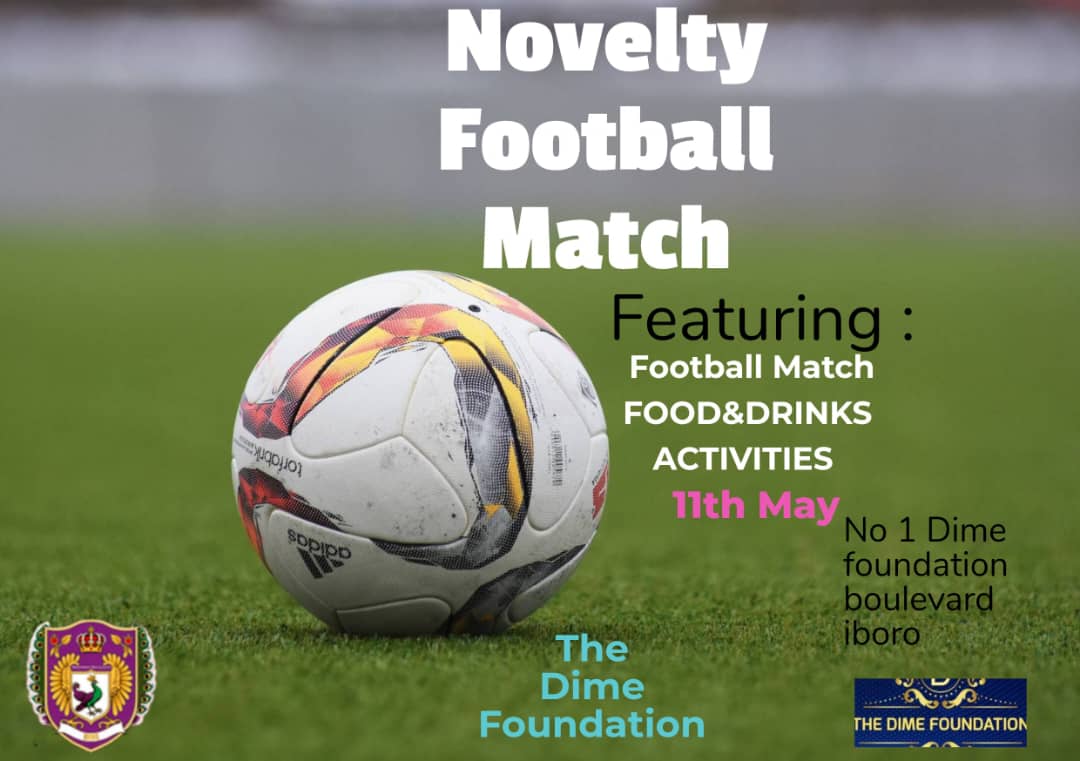 Novelty
Football
Match
Featuring :
Football Match
FOOD&DRINKS
ACTIVITIES
11th May
No 1 Dime
foundation
boulevard
iboro
torfabrik
adidas
The
Dime
Foundation
THE DIME FOUNDATION